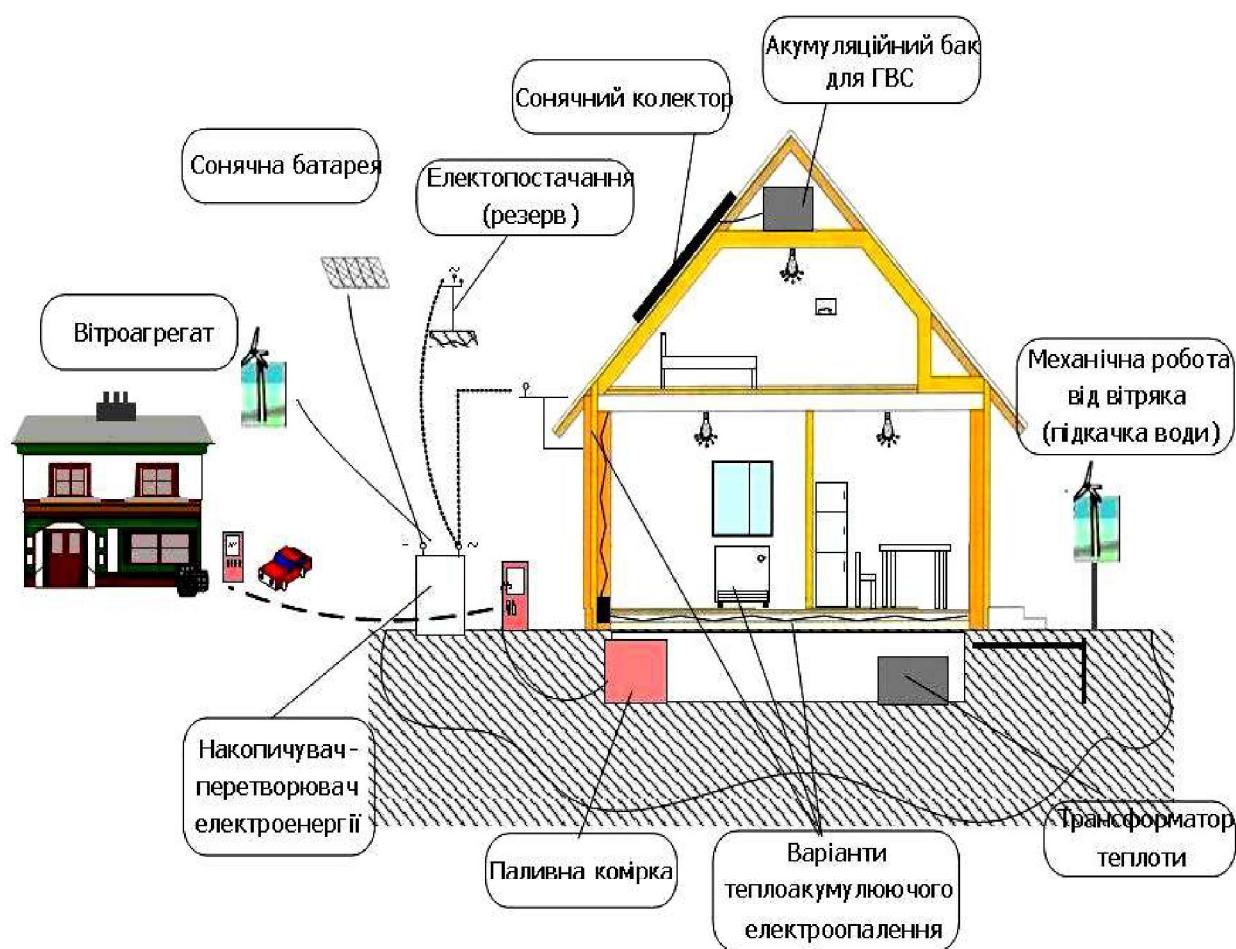 Акумуляційний бак
для ГВС
Сонячний колектор
Сонячна батарея
Електопостачання
(резерв)
Вітроагрегат
Механічна робота
від вітряка
(підкачка води)
~
-
~
Накопичувач-
перетворювач
електроенергії
Паливна комірка
Варіанти
теплоакумулюючого
електроопалення
Трансформатор
теплоти